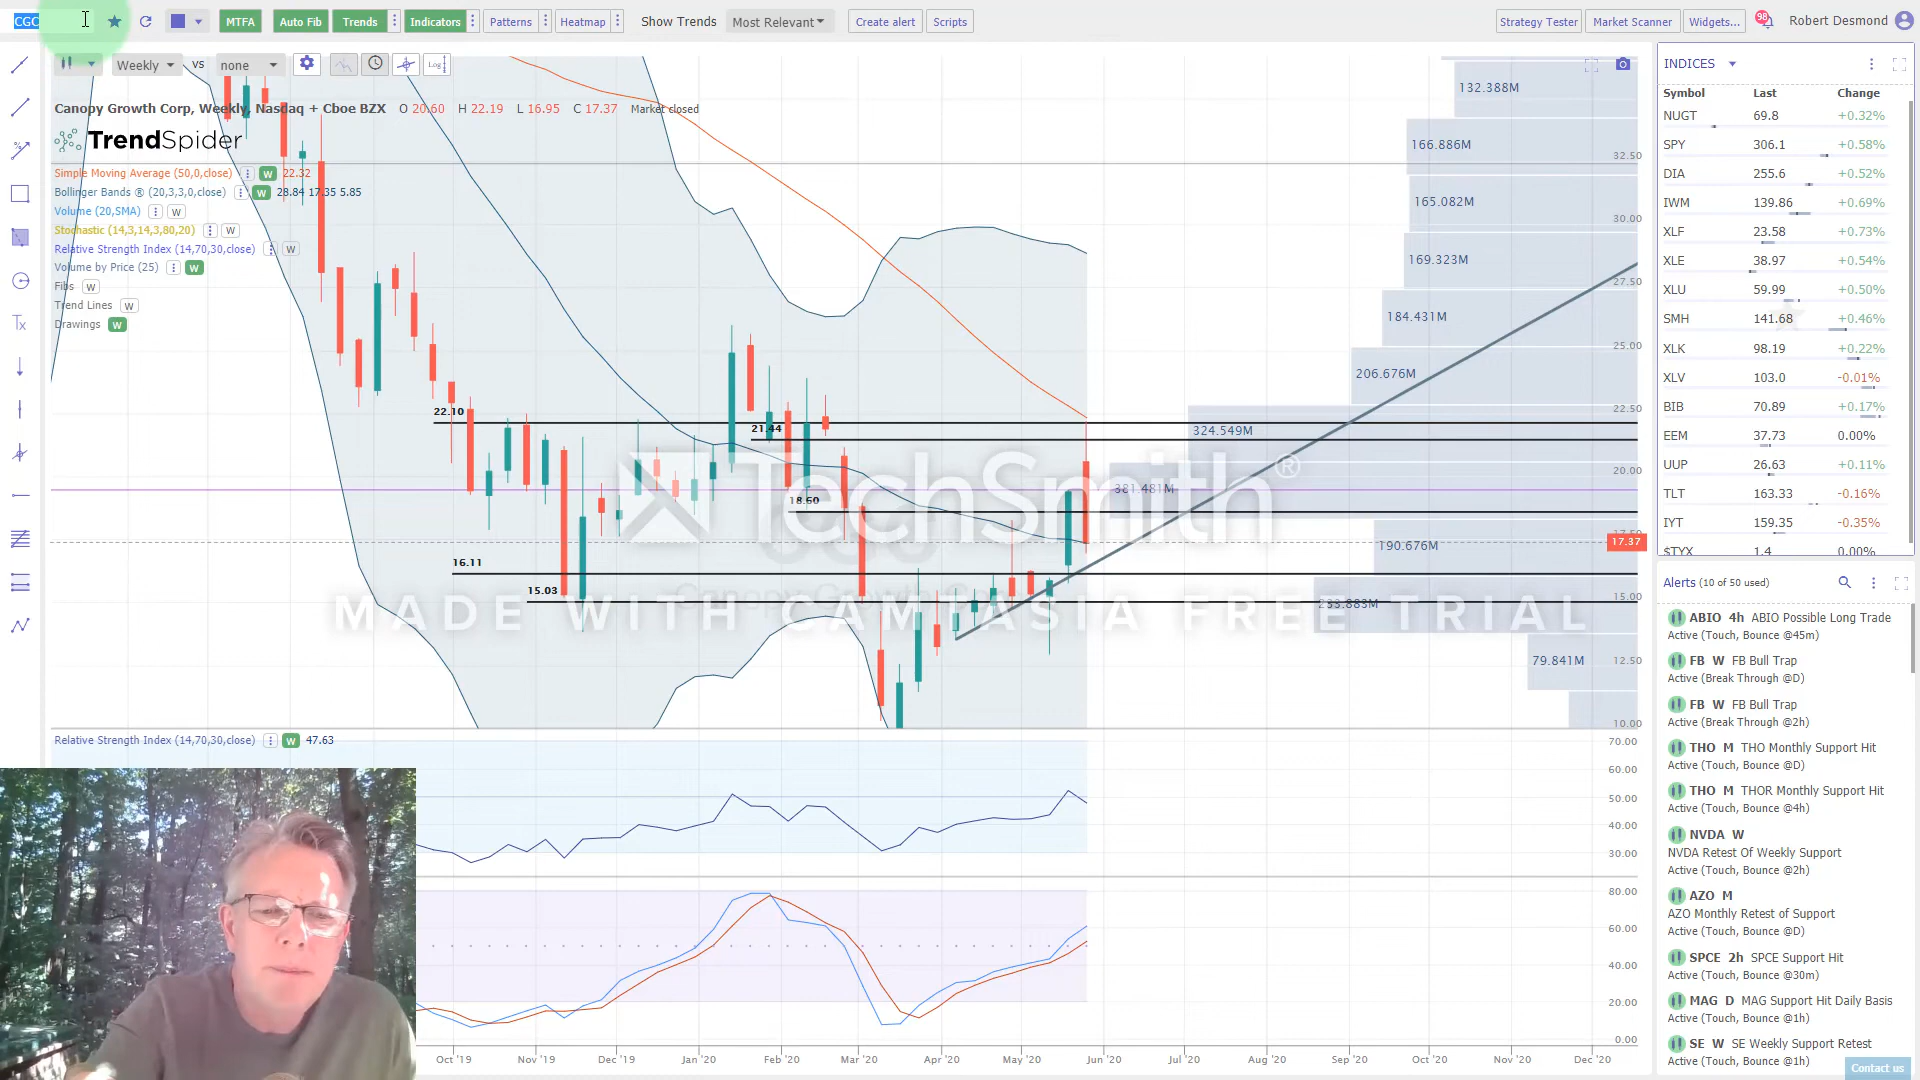 CGC
MTFA
Auto Fib
Trends
Indicators
Patterns
Heatmap
Show Trends
Most Relevant
Create alert
Scripts
Strategy Tester
Market Scanner
Widgets...
98
Robert Desmond
Weekly
vs
none
Log
Canopy Growth Corp, Weekly, Nasdaq + Cboe BZX O 20.60 H 22.19 L 16.95 C 17.37 Market closed
TrendSpider
Simple Moving Average (50,0,close) W 22.32
Bollinger Bands ® (20,3,3,0,close) W 28.84 17.35 5.85
Volume (20,SMA) W
Stochastic (14,3,14,3,80,20) W
Relative Strength Index (14,70,30,close) W
Volume by Price (25) W
Fibs W
Trend Lines W
Drawings W
22.10
21.44
18.60
16.11
15.03
132.388M
166.886M
165.082M
169.323M
184.431M
206.676M
324.549M
381.481M
190.676M
233.883M
79.841M
32.50
30.00
27.50
25.00
22.50
20.00
17.50
17.37
15.00
12.50
10.00
TechSmith®
MADE WITH CAMTASIA FREE TRIAL
Relative Strength Index (14,70,30,close) W 47.63
70.00
60.00
50.00
40.00
30.00
80.00
60.00
40.00
20.00
0.00
Oct '19 Nov '19 Dec '19 Jan '20 Feb '20 Mar '20 Apr '20 May '20 Jun '20 Jul '20 Aug '20 Sep '20 Oct '20 Nov '20 Dec '20
INDICES
Symbol Last Change
NUGT 69.8 +0.32%
SPY 306.1 +0.58%
DIA 255.6 +0.52%
IWM 139.86 +0.69%
XLF 23.58 +0.73%
XLE 38.97 +0.54%
XLU 59.99 +0.50%
SMH 141.68 +0.46%
XLK 98.19 +0.22%
XLV 103.0 -0.01%
BIB 70.89 +0.17%
EEM 37.73 0.00%
UUP 26.63 +0.11%
TLT 163.33 -0.16%
IYT 159.35 -0.35%
$TYX 1.4 0.00%
Alerts (10 of 50 used)
ABIO 4h ABIO Possible Long Trade
Active (Touch, Bounce @45m)
FB W FB Bull Trap
Active (Break Through @D)
FB W FB Bull Trap
Active (Break Through @2h)
THO M THO Monthly Support Hit
Active (Touch, Bounce @D)
THO M THOR Monthly Support Hit
Active (Touch, Bounce @4h)
NVDA W
NVDA Retest Of Weekly Support
Active (Touch, Bounce @2h)
AZO M
AZO Monthly Retest of Support
Active (Touch, Bounce @D)
SPCE 2h SPCE Support Hit
Active (Touch, Bounce @30m)
MAG D MAG Support Hit Daily Basis
Active (Touch, Bounce @1h)
SE W SE Weekly Support Retest
Active (Touch, Bounce @1h)
Contact us